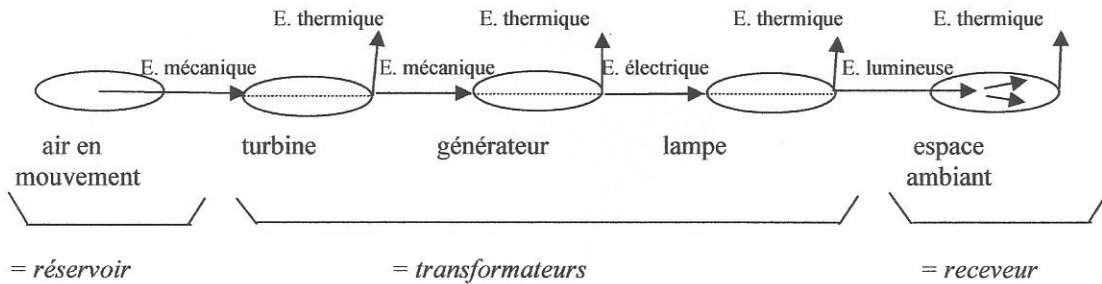 E. thermique E. thermique E. thermique E. thermique
E. mécanique E. mécanique E. électrique E. lumineuse
air en turbine générateur lampe espace
mouvement ambiant
= réservoir = transformateurs = receveur